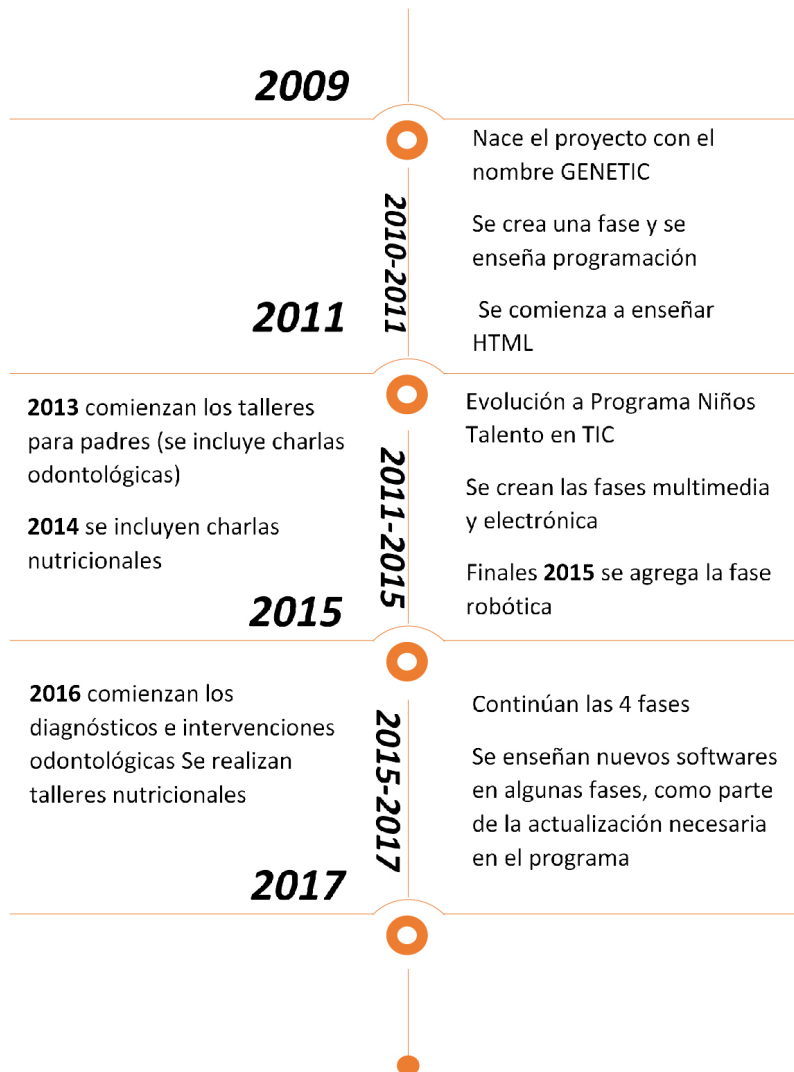 2009
Nace el proyecto con el
nombre GENETIC
Se crea una fase y se
enseña programación
Se comienza a enseñar
HTML
2010-2011
2011
2013 comienzan los talleres
para padres (se incluye charlas
odontológicas)
2014 se incluyen charlas
nutricionales
2011-2015
Evolución a Programa Niños
Talento en TIC
Se crean las fases multimedia
y electrónica
Finales 2015 se agrega la fase
robótica
2015
2016 comienzan los
diagnósticos e intervenciones
odontológicas Se realizan
talleres nutricionales
2015-2017
Continúan las 4 fases
Se enseñan nuevos softwares
en algunas fases, como parte
de la actualización necesaria
en el programa
2017